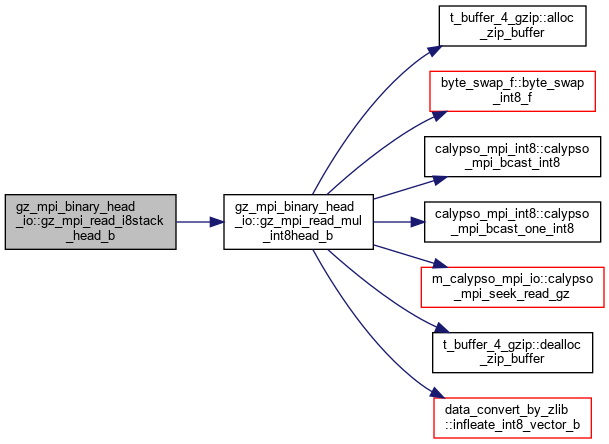 gz_mpi_binary_head
_io::gz_mpi_read_i8stack
_head_b
gz_mpi_binary_head
_io::gz_mpi_read_mul
_int8head_b
t_buffer_4_gzip::alloc
_zip_buffer
byte_swap_f::byte_swap
_int8_f
calypso_mpi_int8::calypso
_mpi_bcast_int8
calypso_mpi_int8::calypso
_mpi_bcast_one_int8
m_calypso_mpi_io::calypso
_mpi_seek_read_gz
t_buffer_4_gzip::dealloc
_zip_buffer
data_convert_by_zlib
::infleate_int8_vector_b